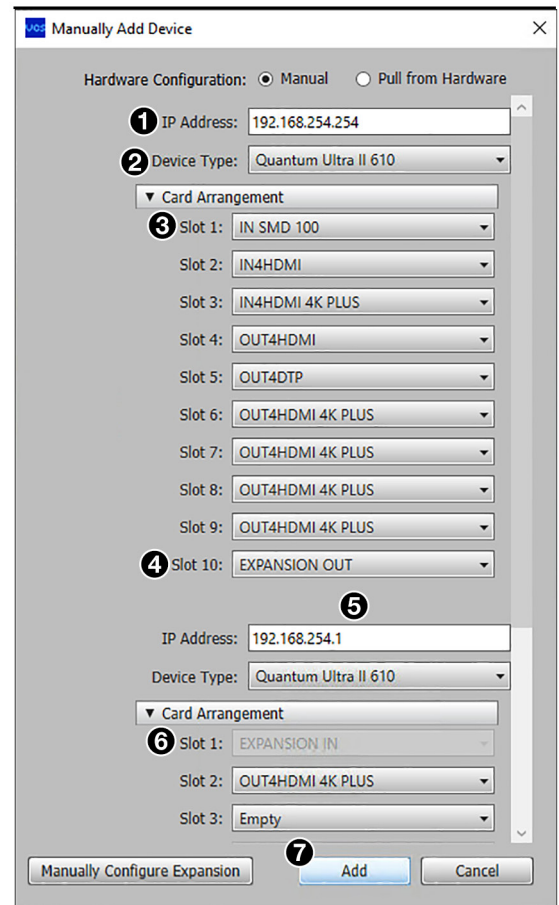 ves Manually Add Device
Hardware Configuration: Manual Pull from Hardware
1 IP Address: 192.168.254.254
2 Device Type: Quantum Ultra II 610
▼ Card Arrangement
3 Slot 1: IN SMD 100
Slot 2: IN4HDMI
Slot 3: IN4HDMI 4K PLUS
Slot 4: OUT4HDMI
Slot 5: OUT4DTP
Slot 6: OUT4HDMI 4K PLUS
Slot 7: OUT4HDMI 4K PLUS
Slot 8: OUT4HDMI 4K PLUS
Slot 9: OUT4HDMI 4K PLUS
4 Slot 10: EXPANSION OUT
5
IP Address: 192.168.254.1
Device Type: Quantum Ultra II 610
▼ Card Arrangement
6 Slot 1: EXPANSION IN
Slot 2: OUT4HDMI 4K PLUS
Slot 3: Empty
7
Manually Configure Expansion Add Cancel